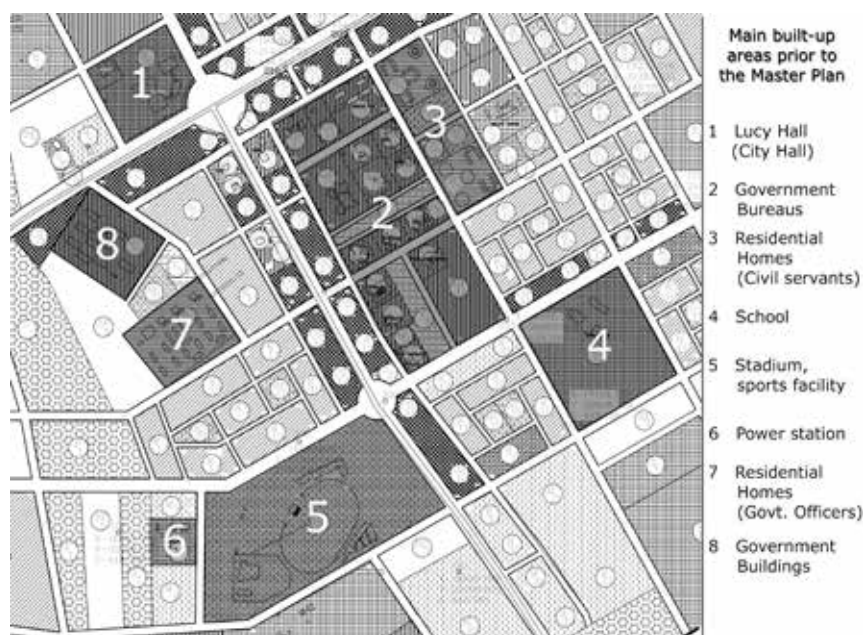 Main built-up
areas prior to
the Master Plan
1 Lucy Hall
(City Hall)
2 Government
Bureaus
3 Residential
Homes
(Civil servants)
4 School
5 Stadium,
sports facility
6 Power station
7 Residential
Homes
(Govt. Officers)
8 Government
Buildings
1
3
2
8
7
4
5
6